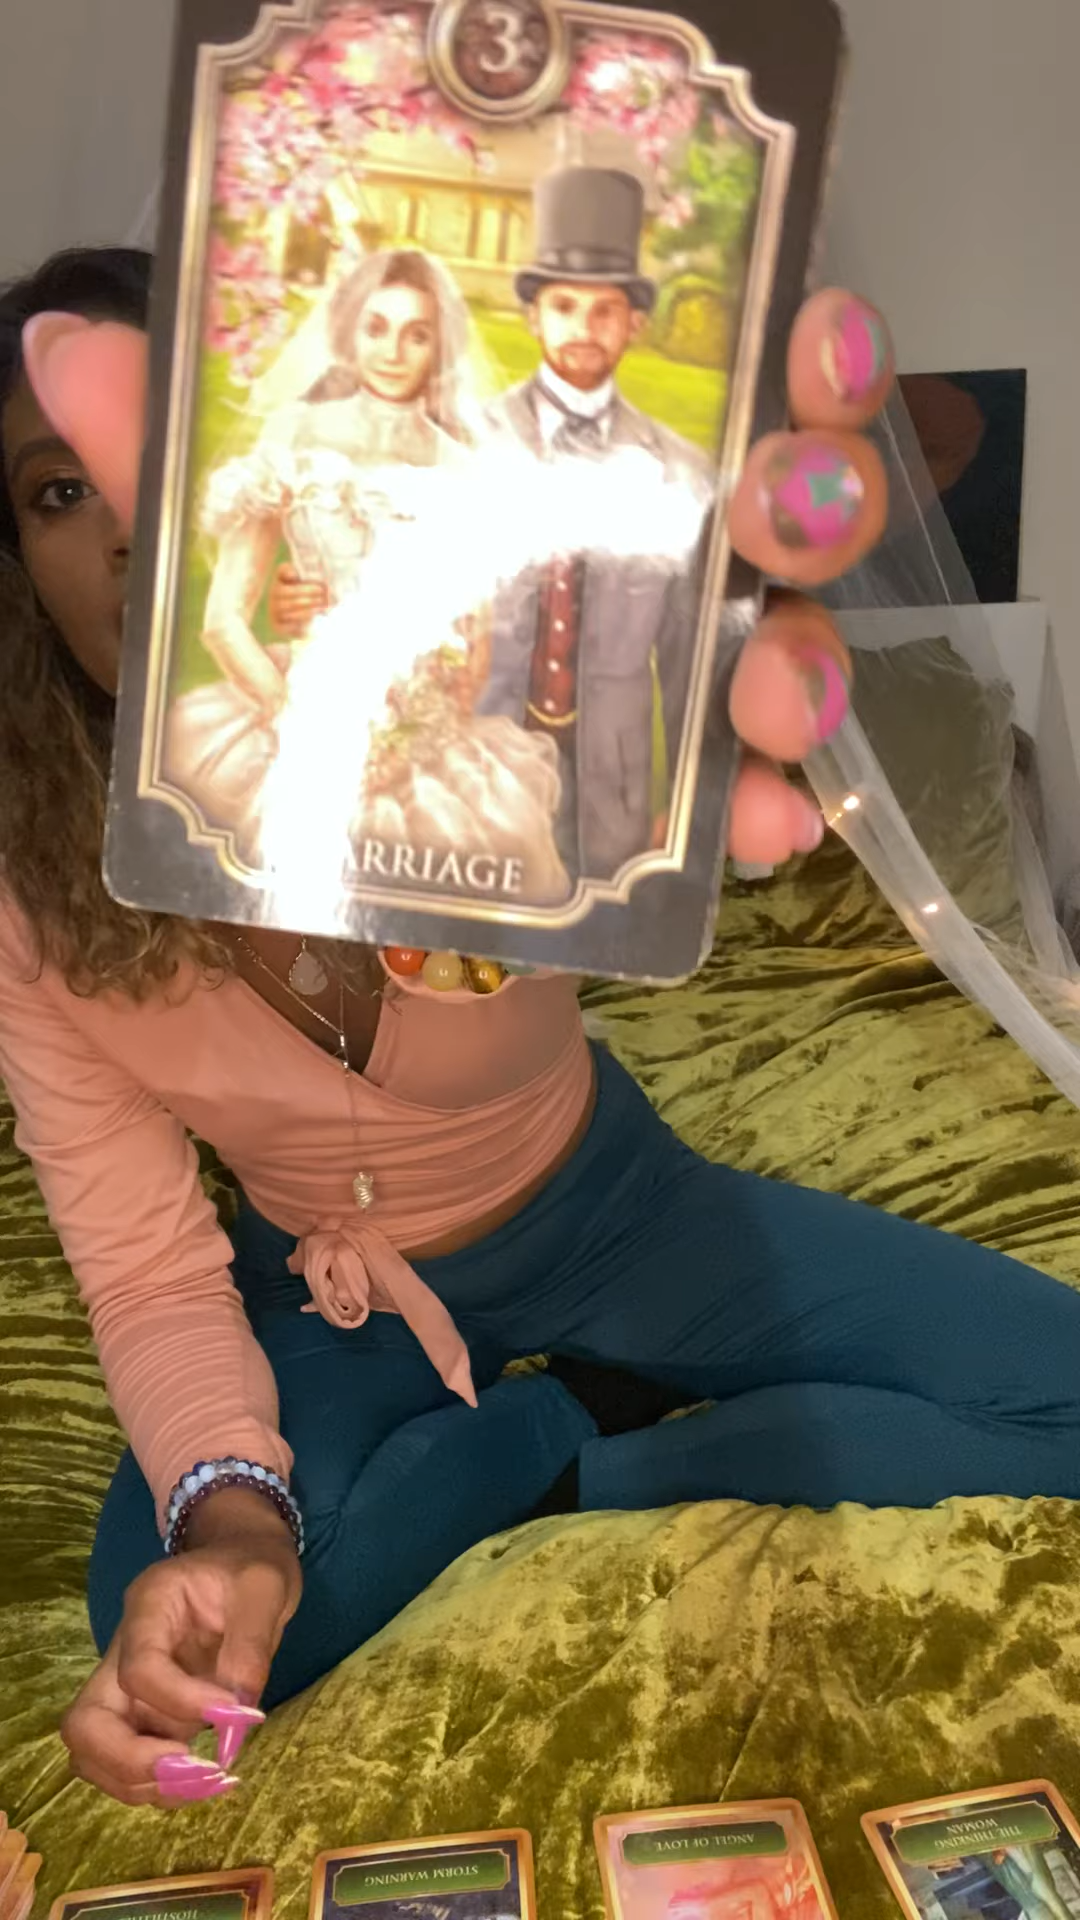 3
ARRIAGE
STORM WARNING
ANGEL OF LOVE
THE THINKING
WOMAN